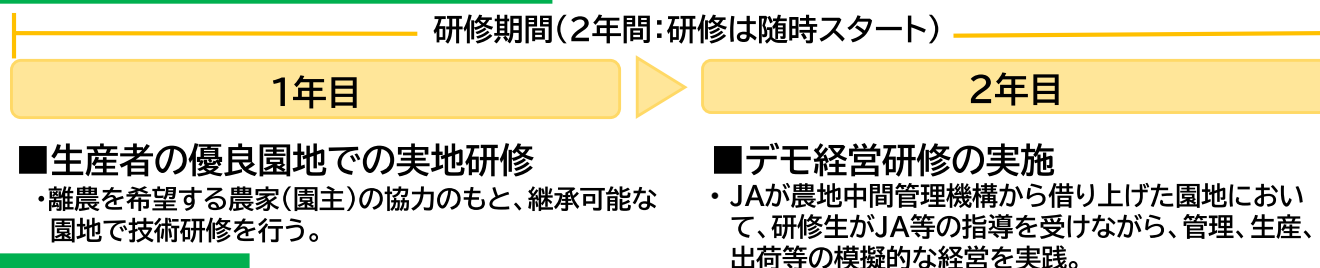 研修期間(2年間:研修は随時スタート)
1年目
2年目
■生産者の優良園地での実地研修
・離農を希望する農家(園主)の協力のもと、継承可能な
園地で技術研修を行う。
■デモ経営研修の実施
・JAが農地中間管理機構から借り上げた園地におい
て、研修生がJA等の指導を受けながら、管理、生産、
出荷等の模擬的な経営を実践。